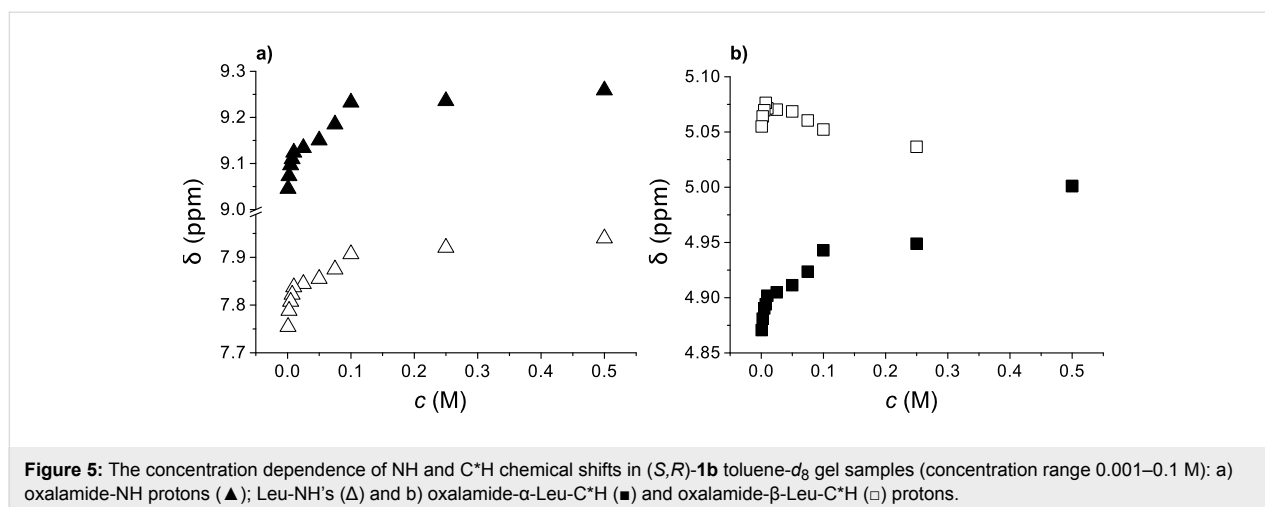 a)
9.3
9.2
9.1
9.0
7.9
7.8
7.7
δ (ppm)
0.0 0.1 0.2 0.3 0.4 0.5
c (M)
b)
5.10
5.05
5.00
4.95
4.90
4.85
δ (ppm)
0.0 0.1 0.2 0.3 0.4 0.5
c (M)
Figure 5: The concentration dependence of NH and C*H chemical shifts in (S,R)-1b toluene-d₈ gel samples (concentration range 0.001–0.1 M): a)
oxalamide-NH protons (▲); Leu-NH’s (Δ) and b) oxalamide-α-Leu-C*H (■) and oxalamide-β-Leu-C*H (□) protons.